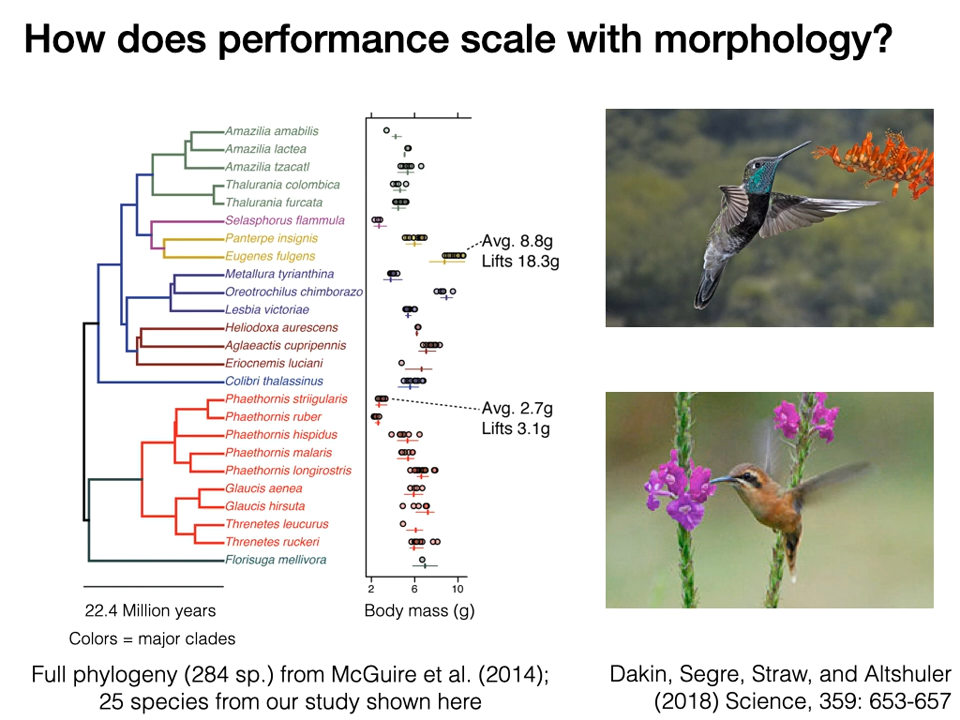 How does performance scale with morphology?
Amazilia amabilis
Amazilia lactea
Amazilia tzacatl
Thalurania colombica
Thalurania furcata
Selasphorus flammula
Panterpe insignis
Eugenes fulgens
Metallura tyrianthina
Oreotrochilus chimborazo
Lesbia victoriae
Heliodoxa aurescens
Aglaeactis cupripennis
Eriocnemis luciani
Colibri thalassinus
Phaethornis striigularis
Phaethornis ruber
Phaethornis hispidus
Phaethornis malaris
Phaethornis longirostris
Glaucis aenea
Glaucis hirsuta
Threnetes leucurus
Threnetes ruckeri
Florisuga mellivora
Avg. 8.8g
Lifts 18.3g
Avg. 2.7g
Lifts 3.1g
2 6 10
Body mass (g)
22.4 Million years
Colors = major clades
Full phylogeny (284 sp.) from McGuire et al. (2014);
25 species from our study shown here
Dakin, Segre, Straw, and Altshuler
(2018) Science, 359: 653-657